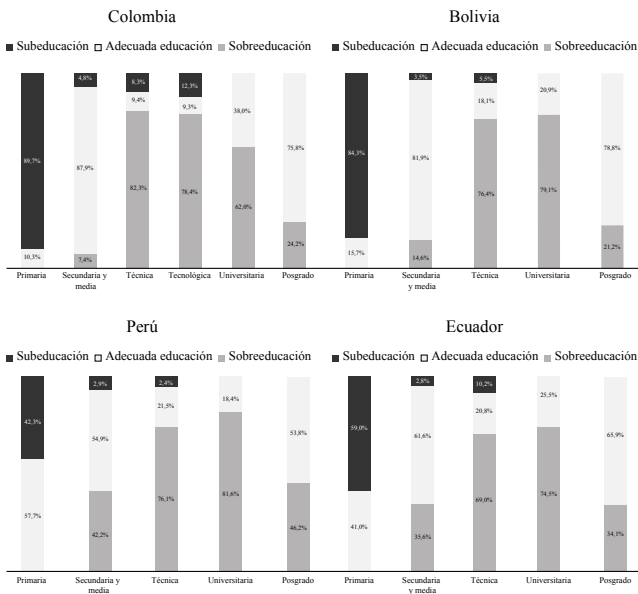 Colombia
■ Subeducación □ Adecuada educación ■ Sobreeducación
4,8% 8,3% 12,3%
9,4% 9,3% 38,0%
75,8%
89,7% 87,9%
82,3% 78,4% 62,0%
24,2%
10,3% 7,4%
Primaria Secundaria y media Técnica Tecnológica Universitaria Posgrado
Bolivia
■ Subeducación □ Adecuada educación ■ Sobreeducación
3,5% 5,5%
18,1% 20,9%
84,3% 81,9% 78,8%
76,4% 79,1%
15,7% 14,6% 21,2%
Primaria Secundaria y media Técnica Universitaria Posgrado
Perú
■ Subeducación □ Adecuada educación ■ Sobreeducación
2,9% 2,4%
42,3% 21,5% 18,4%
54,9% 53,8%
57,7% 76,1% 81,6%
42,2% 46,2%
Primaria Secundaria y media Técnica Universitaria Posgrado
Ecuador
■ Subeducación □ Adecuada educación ■ Sobreeducación
2,8% 10,2%
59,0% 61,6% 20,8% 25,5% 65,9%
41,0% 35,6% 69,0% 74,5% 34,1%
Primaria Secundaria y media Técnica Universitaria Posgrado